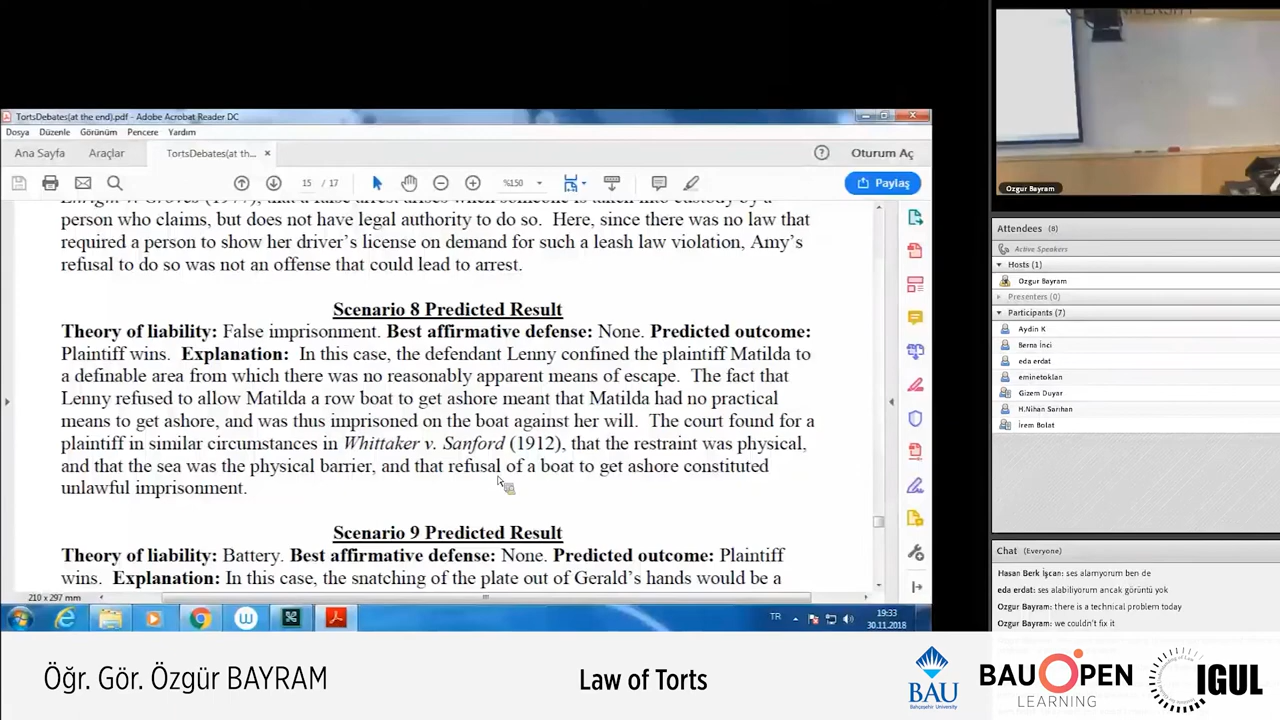 TortsDebates(at the end).pdf - Adobe Acrobat Reader DC
Dosya Düzenle Görünüm Pencere Yardım
Ana Sayfa Araçlar TortsDebates(at th... × Oturum Aç
15 / 17 %150 Paylaş
person who claims, but does not have legal authority to do so. Here, since there was no law that
required a person to show her driver's license on demand for such a leash law violation, Amy's
refusal to do so was not an offense that could lead to arrest.
Scenario 8 Predicted Result
Theory of liability: False imprisonment. Best affirmative defense: None. Predicted outcome:
Plaintiff wins. Explanation: In this case, the defendant Lenny confined the plaintiff Matilda to
a definable area from which there was no reasonably apparent means of escape. The fact that
Lenny refused to allow Matilda a row boat to get ashore meant that Matilda had no practical
means to get ashore, and was thus imprisoned on the boat against her will. The court found for a
plaintiff in similar circumstances in Whittaker v. Sanford (1912), that the restraint was physical,
and that the sea was the physical barrier, and that refusal of a boat to get ashore constituted
unlawful imprisonment.
Scenario 9 Predicted Result
Theory of liability: Battery. Best affirmative defense: None. Predicted outcome: Plaintiff
wins. Explanation: In this case, the snatching of the plate out of Gerald's hands would be a
210 x 297 mm
TR 19:33
30.11.2018
Ozgur Bayram
Attendees (8)
Active Speakers
Hosts (1)
Ozgur Bayram
Presenters (0)
Participants (7)
Aydin K
Berna İnci
eda erdat
eminetoklan
Gizem Duyar
H.Nihan Sarıhan
İrem Bolat
Chat (Everyone)
Hasan Berk İşcan: ses alamyorum ben de
eda erdat: ses alabiliyorum ancak görüntü yok
Ozgur Bayram: there is a technical problem today
Ozgur Bayram: we couldn't fix it
Öğr. Gör. Özgür BAYRAM
Law of Torts
BAU
Bahçeşehir University
BAU OPEN
LEARNING
IGUL